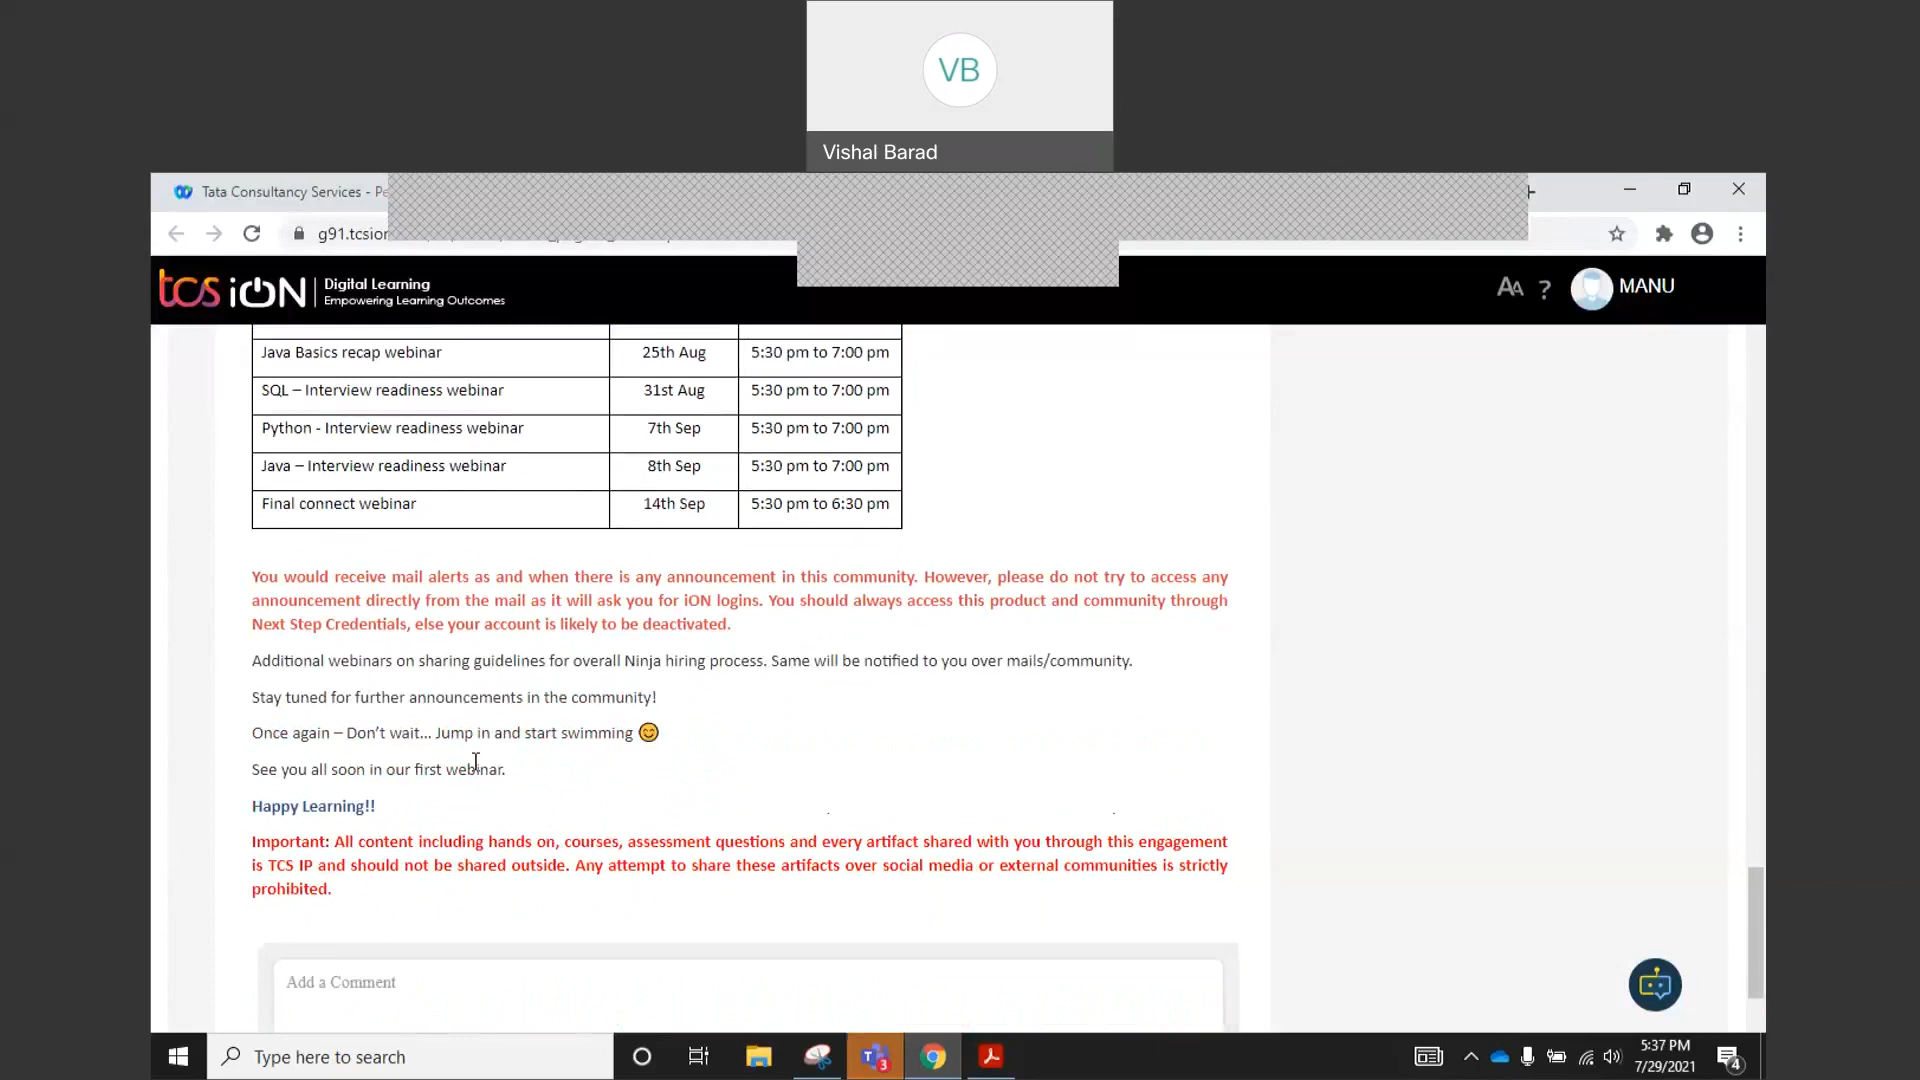 VB
Vishal Barad
Tata Consultancy Services - Pe
g91.tcsion
tcs iON | Digital Learning
Empowering Learning Outcomes
AA ? MANU
Java Basics recap webinar 25th Aug 5:30 pm to 7:00 pm
SQL – Interview readiness webinar 31st Aug 5:30 pm to 7:00 pm
Python - Interview readiness webinar 7th Sep 5:30 pm to 7:00 pm
Java – Interview readiness webinar 8th Sep 5:30 pm to 7:00 pm
Final connect webinar 14th Sep 5:30 pm to 6:30 pm
You would receive mail alerts as and when there is any announcement in this community. However, please do not try to access any
announcement directly from the mail as it will ask you for iON logins. You should always access this product and community through
Next Step Credentials, else your account is likely to be deactivated.
Additional webinars on sharing guidelines for overall Ninja hiring process. Same will be notified to you over mails/community.
Stay tuned for further announcements in the community!
Once again – Don’t wait... Jump in and start swimming 😊
See you all soon in our first webinar.
Happy Learning!!
Important: All content including hands on, courses, assessment questions and every artifact shared with you through this engagement
is TCS IP and should not be shared outside. Any attempt to share these artifacts over social media or external communities is strictly
prohibited.
Add a Comment
Type here to search
3
5:37 PM
7/29/2021
4